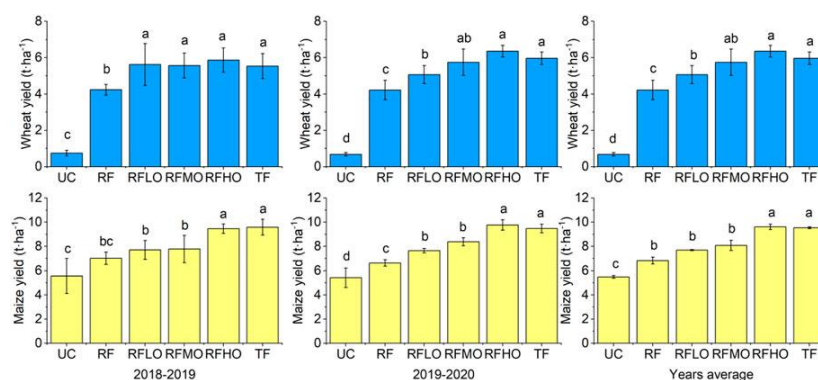 Wheat yield (t·ha⁻¹)
8
6
4
2
0
c
b
a
a
a
a
UC RF RFLO RFMO RFHO TF
Wheat yield (t·ha⁻¹)
8
6
4
2
0
d
c
b
ab
a
a
UC RF RFLO RFMO RFHO TF
Wheat yield (t·ha⁻¹)
8
6
4
2
0
d
c
b
ab
a
a
UC RF RFLO RFMO RFHO TF
Maize yield (t·ha⁻¹)
12
10
8
6
4
2
0
c
bc
b
b
a
a
UC RF RFLO RFMO RFHO TF
2018-2019
Maize yield (t·ha⁻¹)
12
10
8
6
4
2
0
d
c
b
b
a
a
UC RF RFLO RFMO RFHO TF
2019-2020
Maize yield (t·ha⁻¹)
12
10
8
6
4
2
0
c
b
b
b
a
a
UC RF RFLO RFMO RFHO TF
Years average